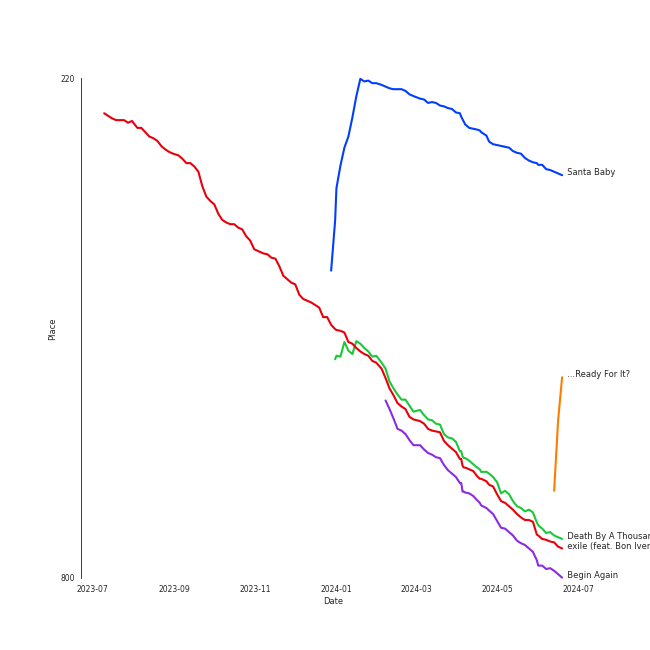 220
Santa Baby
Place
...Ready For It?
Death By A Thousan
exile (feat. Bon Iver
Begin Again
800
2023-07 2023-09 2023-11 2024-01 2024-03 2024-05 2024-07
Date